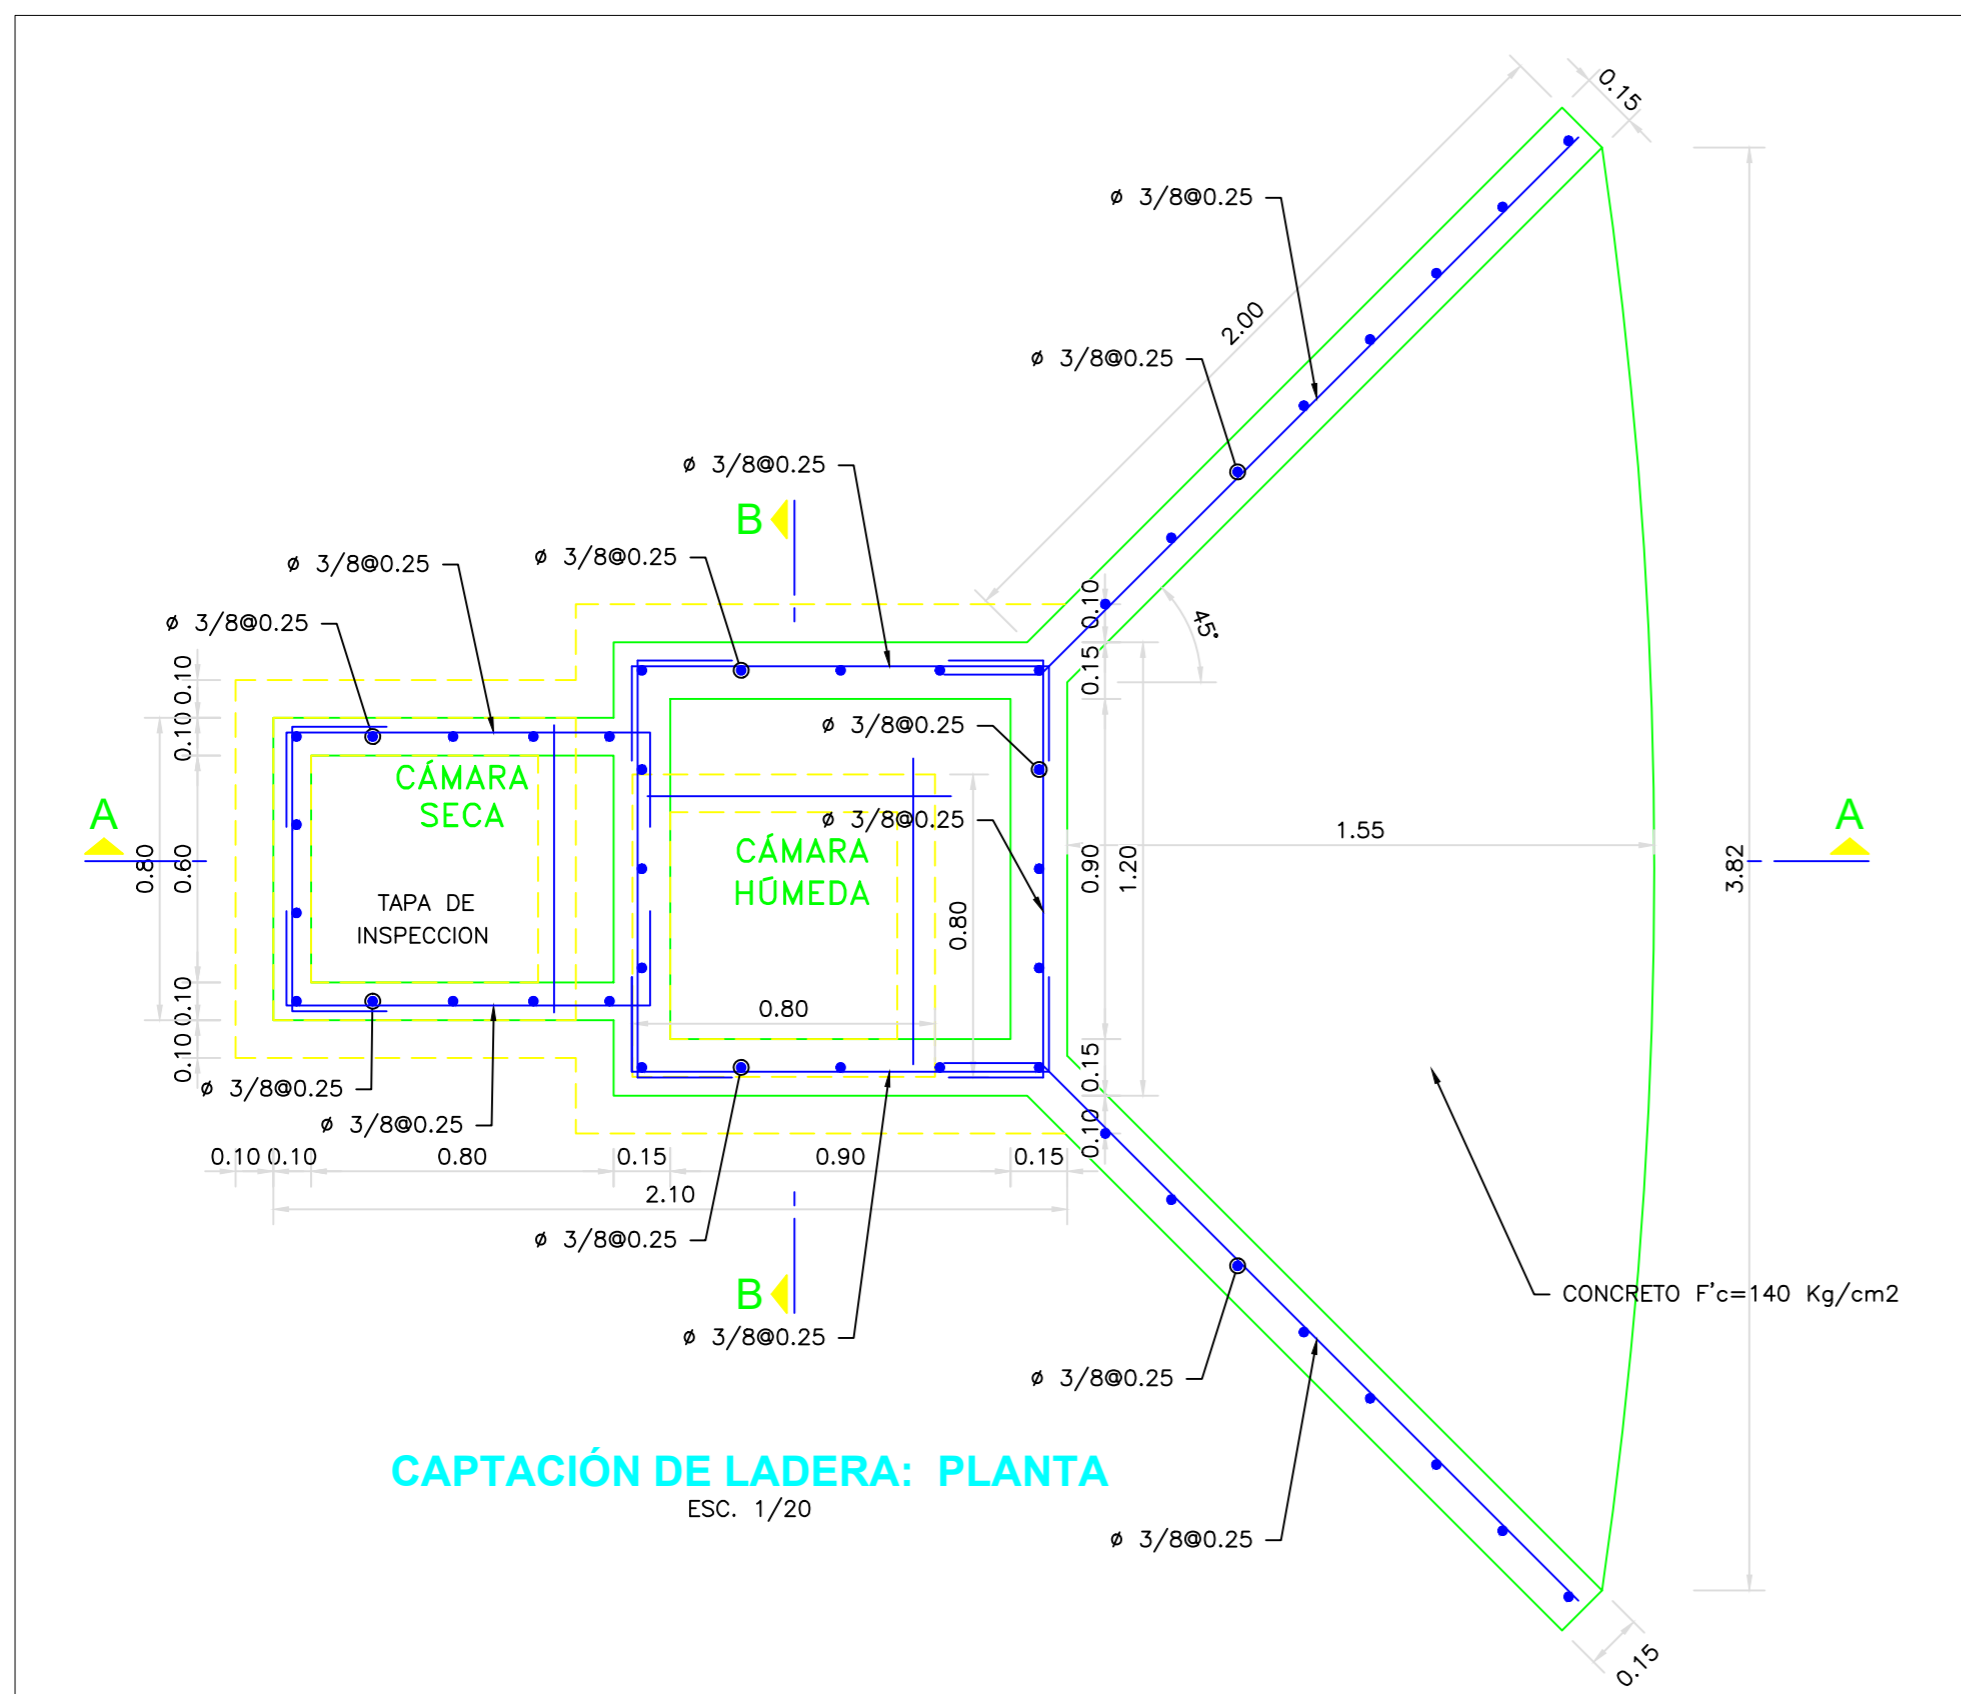 0.15
ø 3/8@0.25
2.00
ø 3/8@0.25
ø 3/8@0.25
B
ø 3/8@0.25
ø 3/8@0.25
ø 3/8@0.25
0.10
45°
0.15
0.10
0.10
ø 3/8@0.25
CÁMARA
SECA
A
ø 3/8@0.25
A
1.55
CÁMARA
HÚMEDA
0.80
0.60
0.90
1.20
3.82
TAPA DE
INSPECCION
0.80
0.80
0.10
0.10
0.15
0.10
ø 3/8@0.25
ø 3/8@0.25
0.10
0.10
0.80
0.15
0.90
0.15
2.10
ø 3/8@0.25
B
CONCRETO F'c=140 Kg/cm2
ø 3/8@0.25
ø 3/8@0.25
CAPTACIÓN DE LADERA: PLANTA
ESC. 1/20
ø 3/8@0.25
0.15